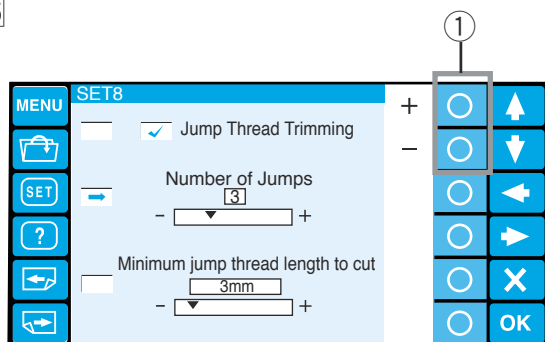 6
1
MENU
SET8
+
Jump Thread Trimming
−
SET
Number of Jumps
3
- +
?
Minimum jump thread length to cut
3mm
- +
OK